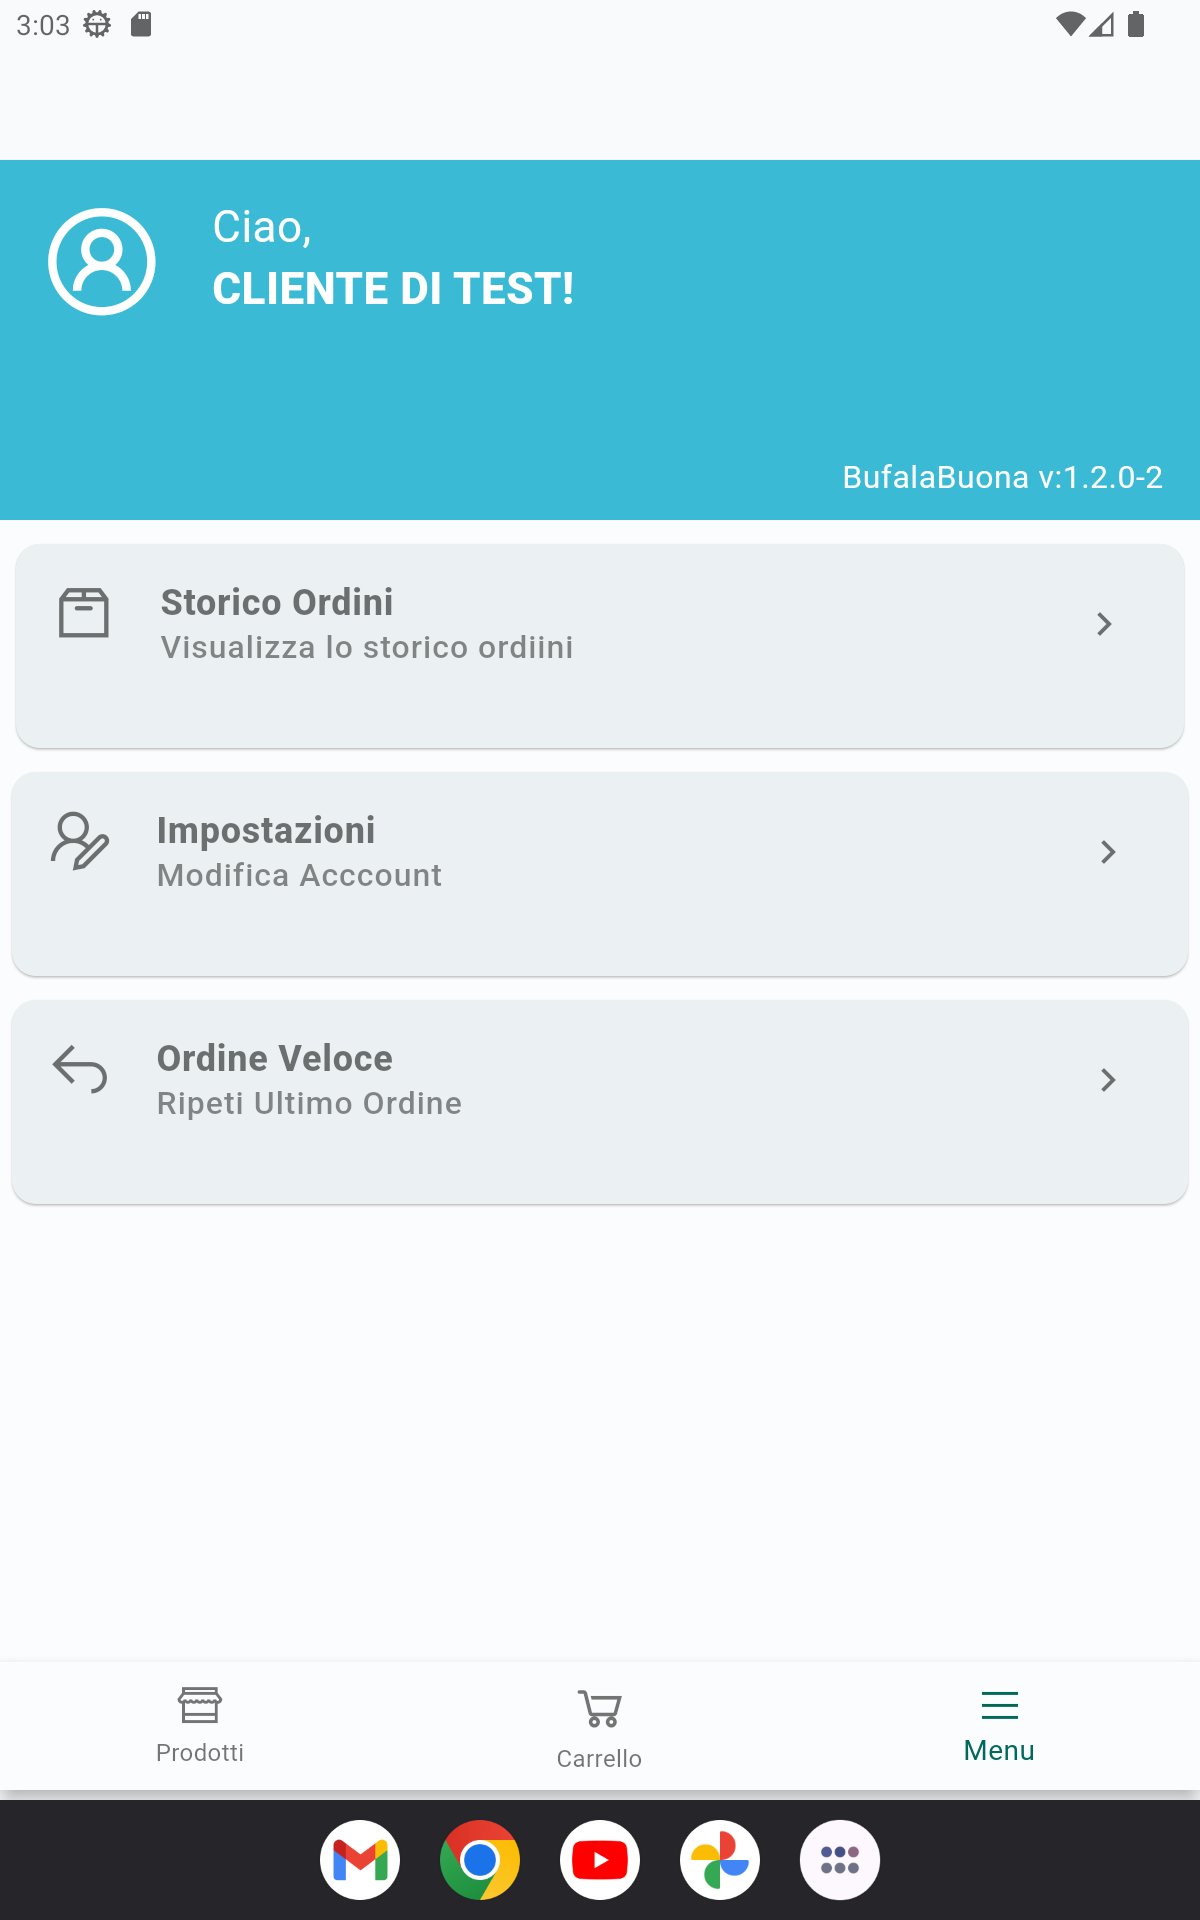 3:03
Ciao,
CLIENTE DI TEST!
BufalaBuona v:1.2.0-2
Storico Ordini
Visualizza lo storico ordiini
Impostazioni
Modifica Acccount
Ordine Veloce
Ripeti Ultimo Ordine
Prodotti
Carrello
Menu